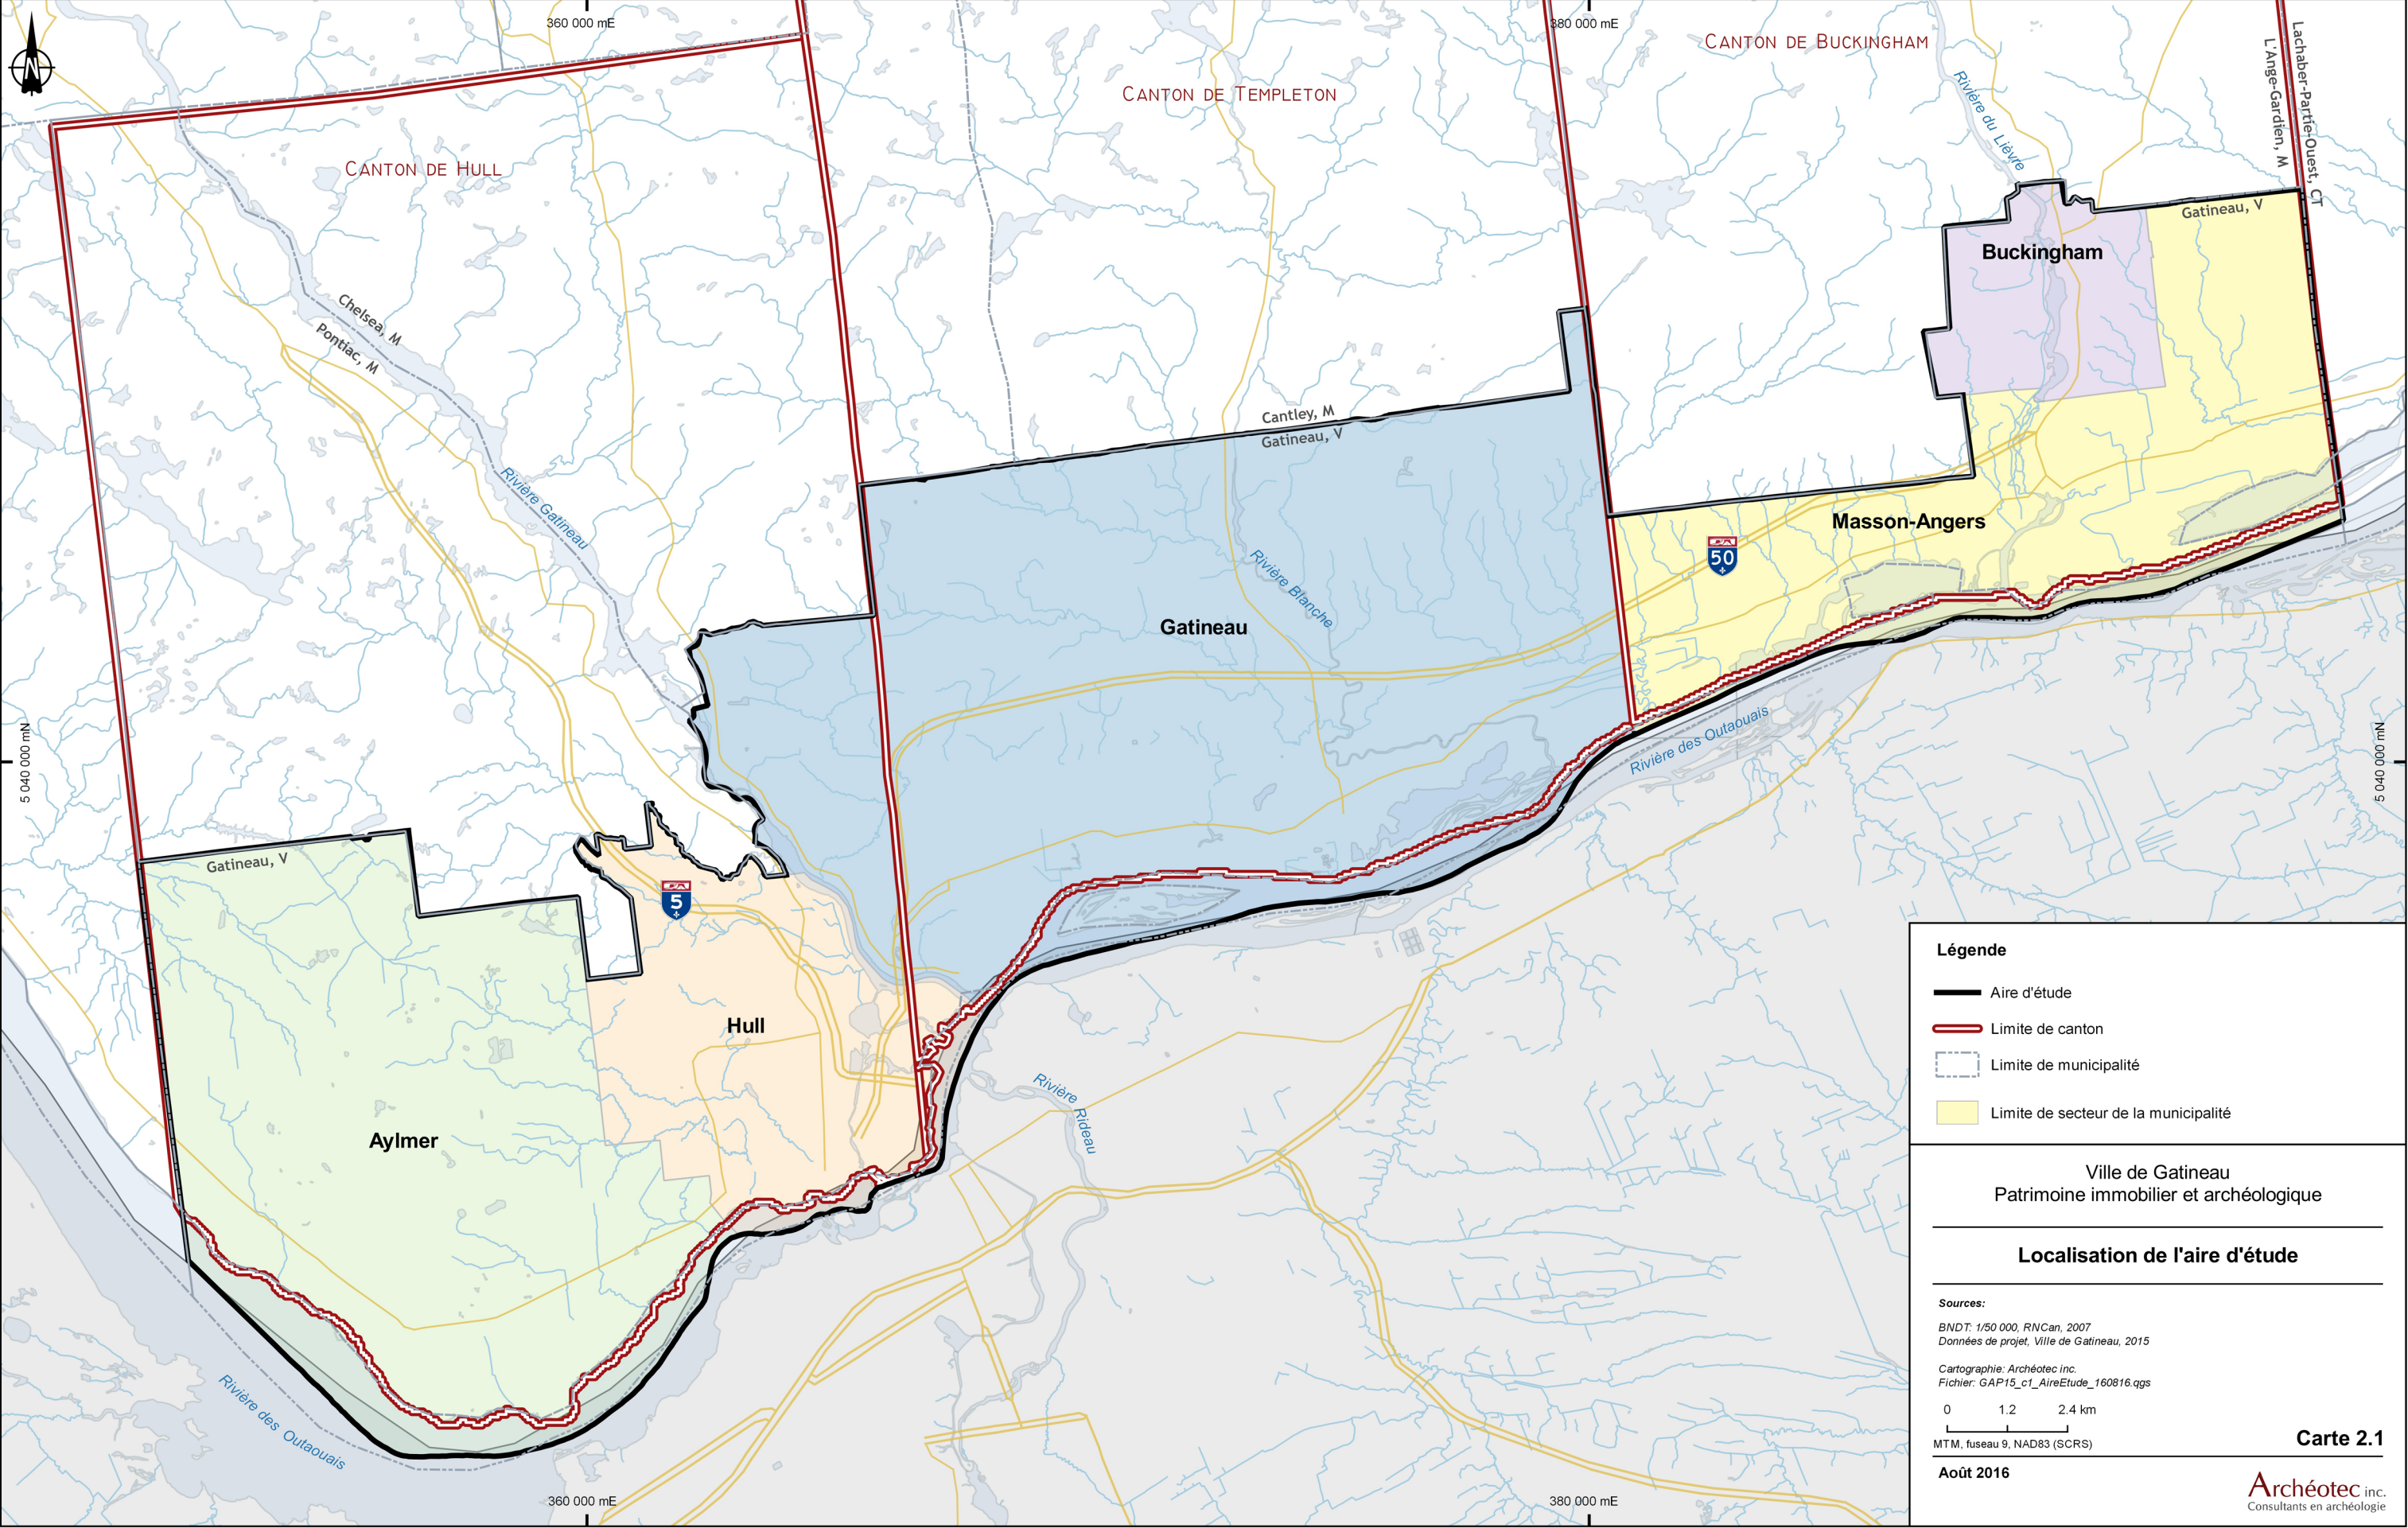 360 000 mE
380 000 mE
N
CANTON DE BUCKINGHAM
CANTON DE TEMPLETON
CANTON DE HULL
Lachaber-Partie-Ouest, CT
L'Ange-Gardien, M
Rivière du Lièvre
Gatineau, V
Buckingham
Chelsea, M
Pontiac, M
Cantley, M
Gatineau, V
Rivière Gatineau
Masson-Angers
50
Rivière Blanche
Gatineau
Rivière des Outaouais
5 040 000 mN
5 040 000 mN
Gatineau, V
5
Hull
Rivière Rideau
Aylmer
Rivière des Outaouais
360 000 mE
380 000 mE
Légende
Aire d'étude
Limite de canton
Limite de municipalité
Limite de secteur de la municipalité
Ville de Gatineau
Patrimoine immobilier et archéologique
Localisation de l'aire d'étude
Sources:
BNDT: 1/50 000, RNCan, 2007
Données de projet, Ville de Gatineau, 2015
Cartographie: Archéotec inc.
Fichier: GAP15_c1_AireEtude_160816.qgs
0 1.2 2.4 km
MTM, fuseau 9, NAD83 (SCRS)
Carte 2.1
Août 2016
Archéotec inc.
Consultants en archéologie